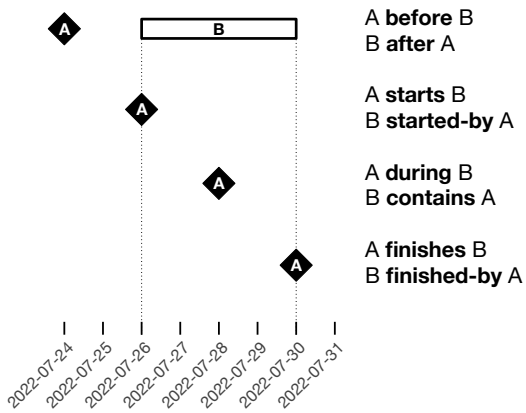 A
B
A before B
B after A
A
A starts B
B started-by A
A
A during B
B contains A
A
A finishes B
B finished-by A
2022-07-24
2022-07-25
2022-07-26
2022-07-27
2022-07-28
2022-07-29
2022-07-30
2022-07-31